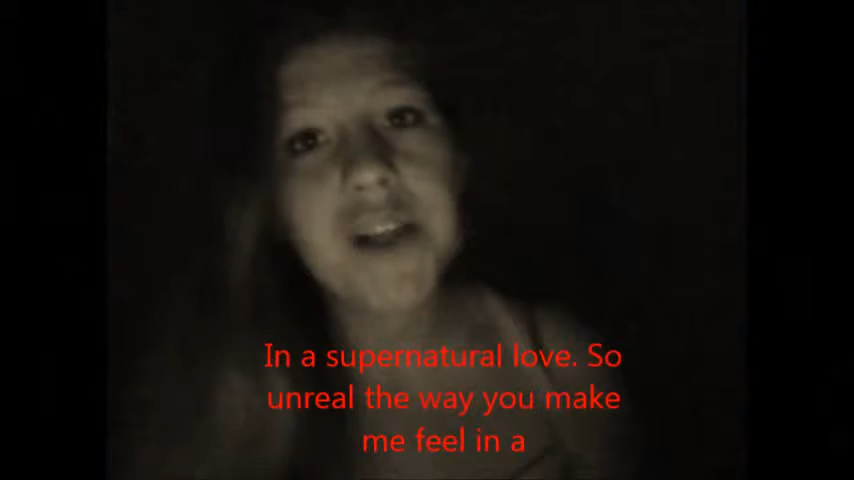 In a supernatural love. So
unreal the way you make
me feel in a